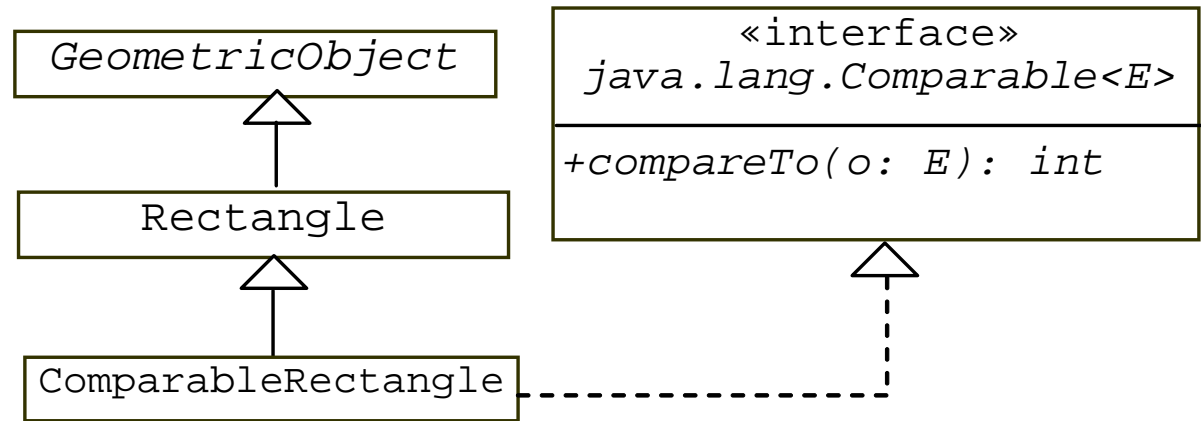 GeometricObject
Rectangle
ComparableRectangle
«interface»
java.lang.Comparable<E>
+compareTo(o: E): int